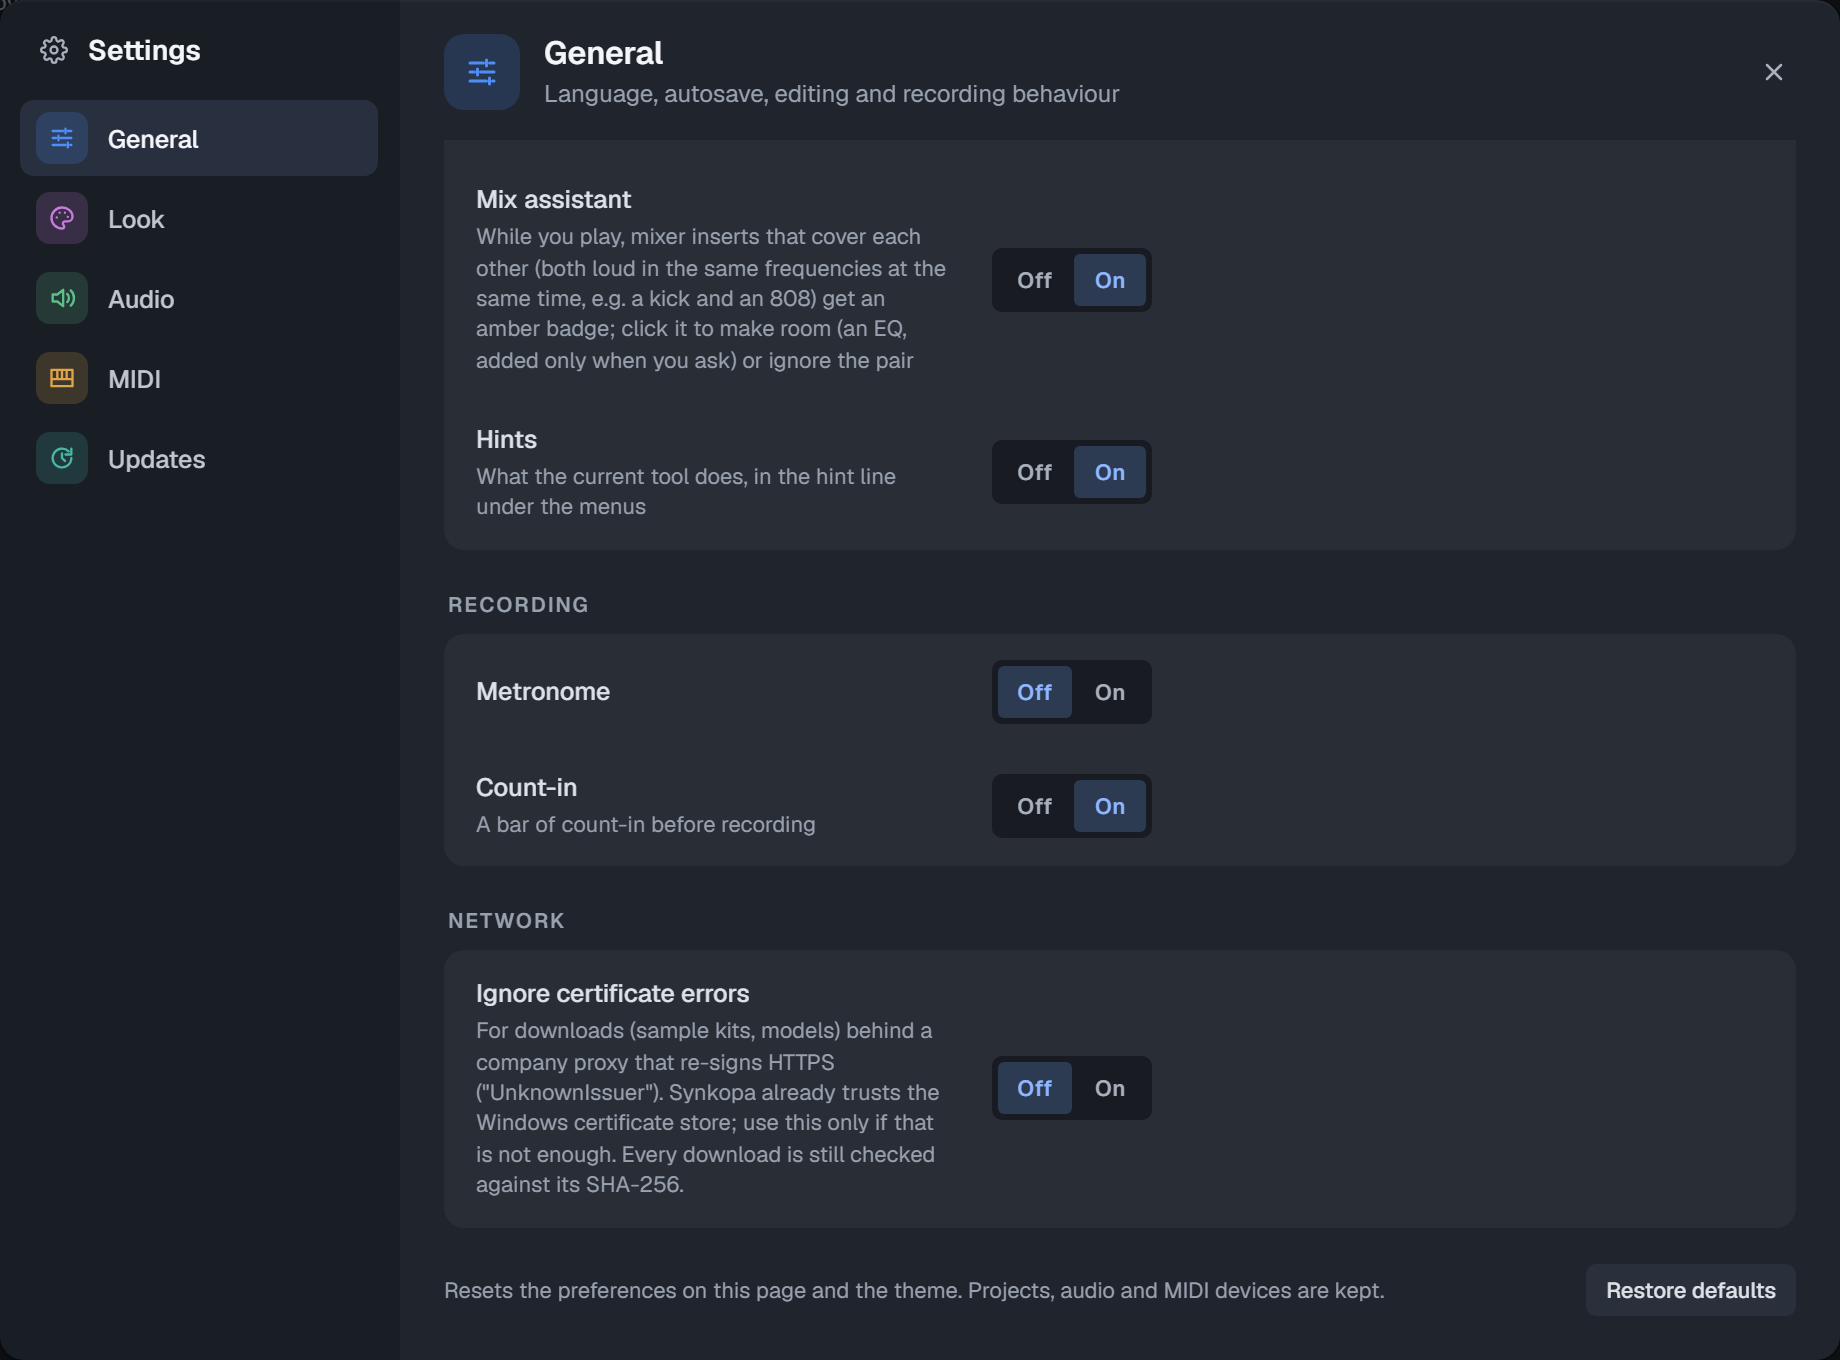 Settings
General
Look
Audio
MIDI
Updates
General
Language, autosave, editing and recording behaviour
Mix assistant
While you play, mixer inserts that cover each
other (both loud in the same frequencies at the
same time, e.g. a kick and an 808) get an
amber badge; click it to make room (an EQ,
added only when you ask) or ignore the pair
Off On
Hints
What the current tool does, in the hint line
under the menus
Off On
RECORDING
Metronome
Off On
Count-in
A bar of count-in before recording
Off On
NETWORK
Ignore certificate errors
For downloads (sample kits, models) behind a
company proxy that re-signs HTTPS
("UnknownIssuer"). Synkopa already trusts the
Windows certificate store; use this only if that
is not enough. Every download is still checked
against its SHA-256.
Off On
Resets the preferences on this page and the theme. Projects, audio and MIDI devices are kept.
Restore defaults